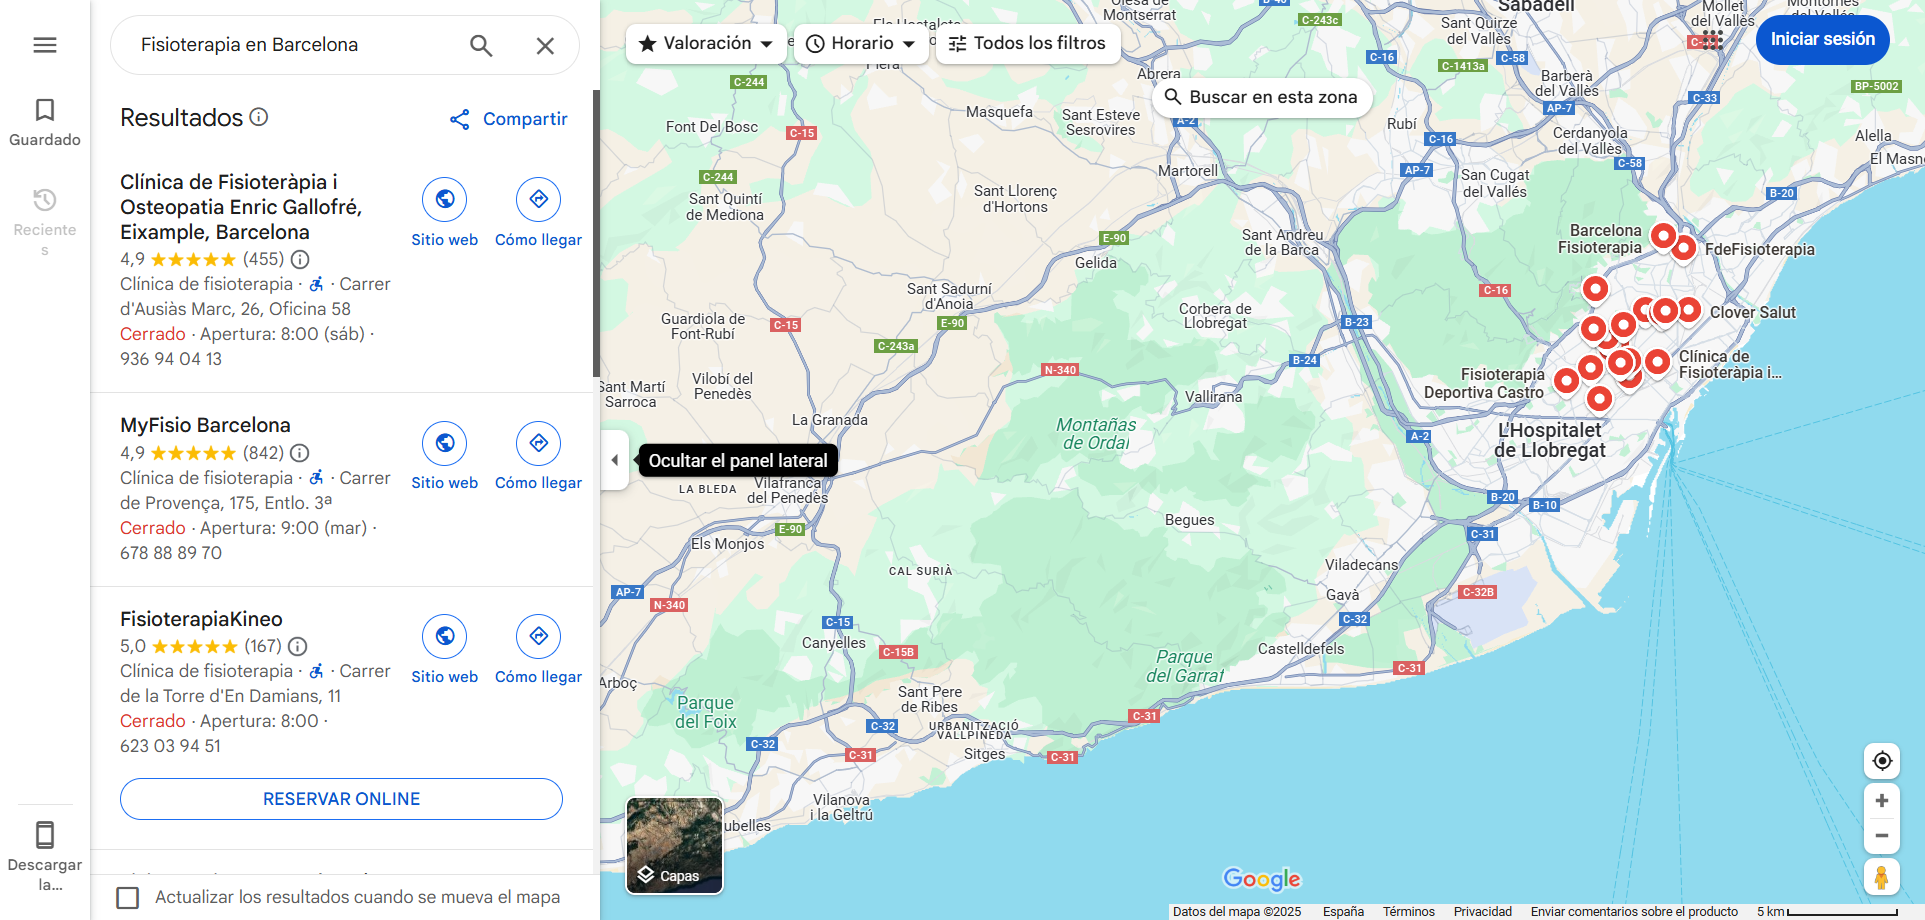 Fisioterapia en Barcelona
Guardado
Reciente
s
Descargar
la...
Resultados
Compartir
Clínica de Fisioteràpia i
Osteopatia Enric Gallofré,
Eixample, Barcelona
4,9 (455)
Clínica de fisioterapia · · Carrer
d'Ausiàs Marc, 26, Oficina 58
Cerrado · Apertura: 8:00 (sáb) ·
936 94 04 13
Sitio web
Cómo llegar
MyFisio Barcelona
4,9 (842)
Clínica de fisioterapia · · Carrer
de Provença, 175, Entlo. 3ª
Cerrado · Apertura: 9:00 (mar) ·
678 88 89 70
Sitio web
Cómo llegar
FisioterapiaKineo
5,0 (167)
Clínica de fisioterapia · · Carrer
de la Torre d'En Damians, 11
Cerrado · Apertura: 8:00 ·
623 03 94 51
Sitio web
Cómo llegar
RESERVAR ONLINE
Actualizar los resultados cuando se mueva el mapa
Valoración
Horario
Todos los filtros
Iniciar sesión
Buscar en esta zona
Ocultar el panel lateral
Montserrat
C-243c
Sant Quirze
del Vallès
Sabadell
Mollet
del Vallès
C-16
C-58
C-1413a
Abrera
C-244
Barberà
del Vallès
BP-5002
C-33
AP-7
Masquefa
Sant Esteve
Sesrovires
A-2
Rubí
Font Del Bosc
C-15
Cerdanyola
del Vallès
Alella
C-16
El Masno
C-58
AP-7
Martorell
C-244
Sant Cugat
del Vallès
B-20
Sant Quintí
de Mediona
Sant Llorenç
d'Hortons
Barcelona
Fisioterapia
FdeFisioterapia
E-90
Sant Andreu
de la Barca
Gelida
Sant Sadurní
d'Anoia
C-16
Corbera de
Llobregat
Clover Salut
Guardiola de
Font-Rubí
C-15
E-90
B-23
C-243a
B-24
Clínica de
Fisioteràpia i...
N-340
Fisioterapia
Deportiva Castro
Sant Martí
Sarroca
Vilobí del
Penedès
Vallirana
La Granada
Montañas
de Ordal
A-2
L'Hospitalet
de Llobregat
LA BLEDA
Vilafranca
del Penedès
B-20
B-10
E-90
Begues
C-31
Els Monjos
Viladecans
CAL SURIÀ
AP-7
N-340
Gavà
C-32B
C-32
C-15
Canyelles
C-15B
Castelldefels
Parque
del Garraf
C-31
Arboç
Sant Pere
de Ribes
Parque
del Foix
C-31
C-32
URBANITZACIÓ
VALLPINEDA
C-32
C-31
Sitges
C-31
Vilanova
i la Geltrú
ubelles
Capas
Google
Datos del mapa ©2025 España Términos Privacidad Enviar comentarios sobre el producto 5 km